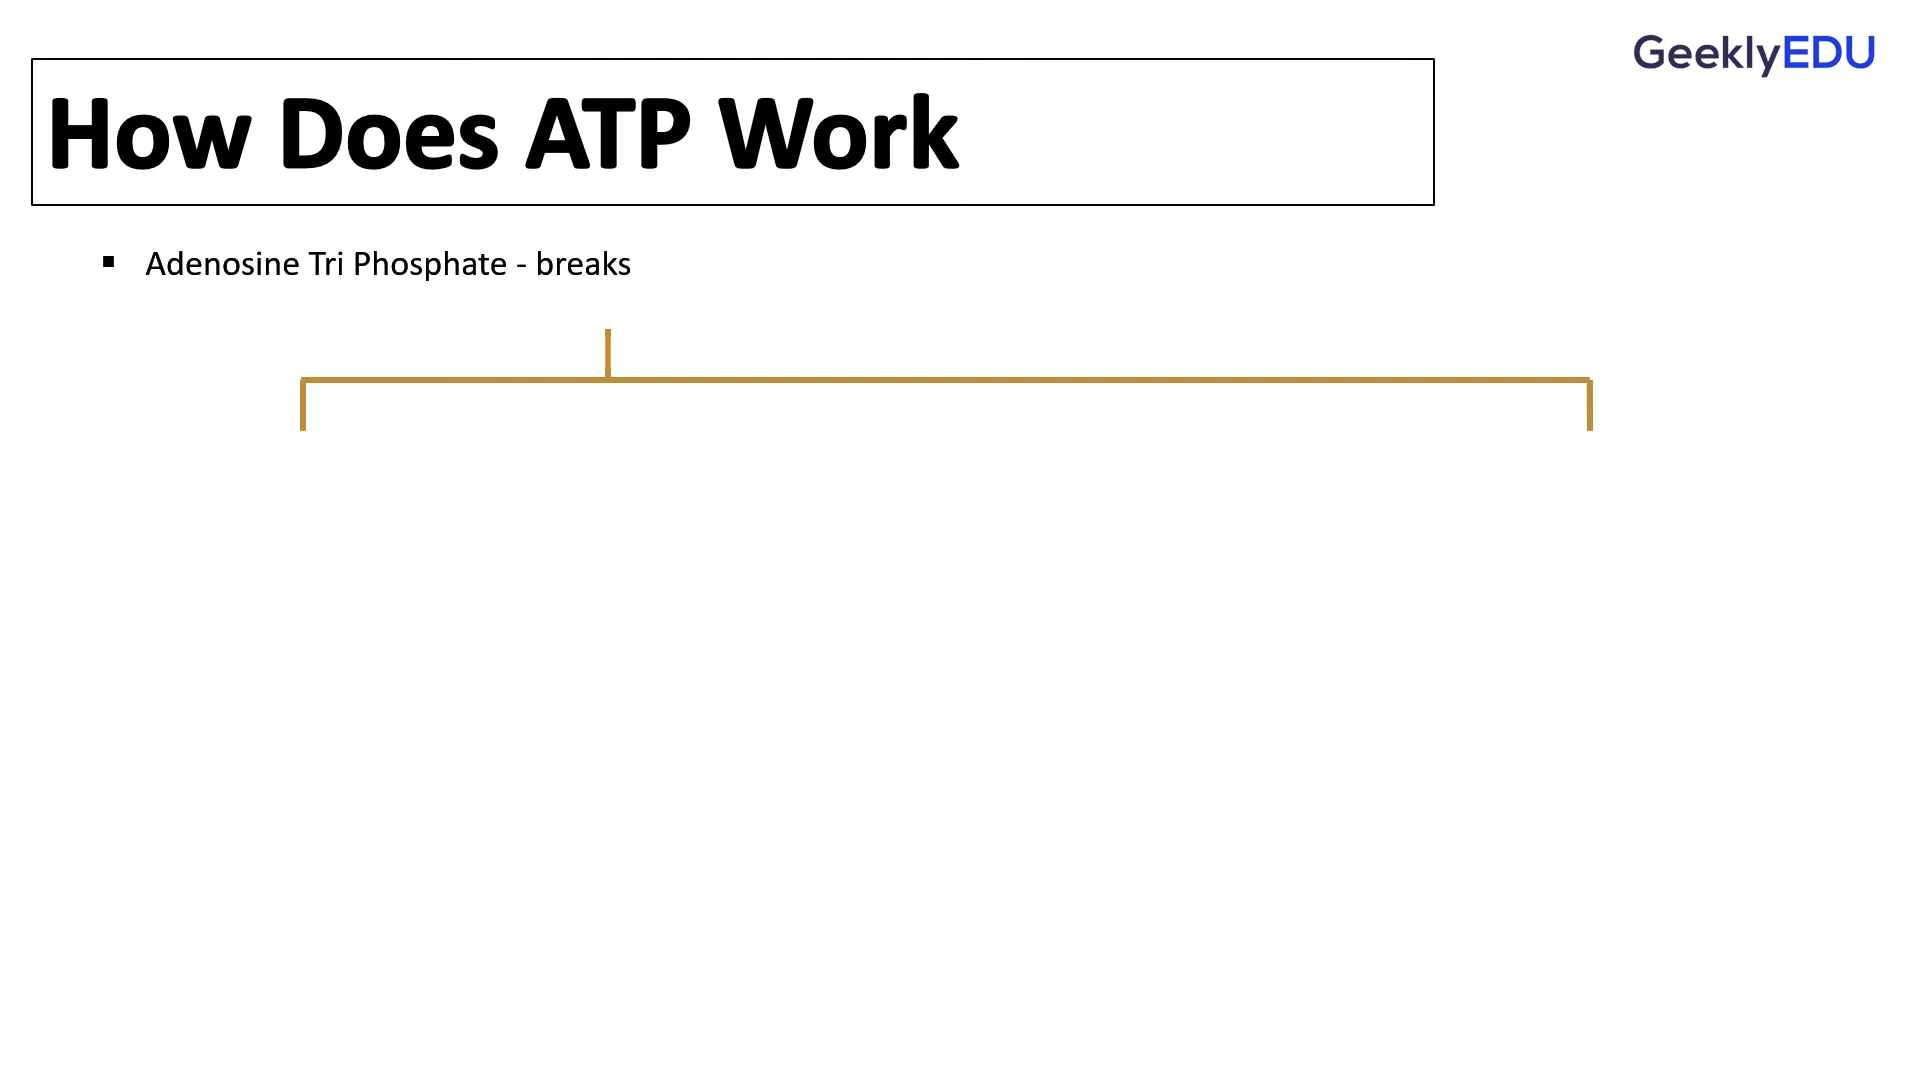 GeeklyEDU
How Does ATP Work
▪ Adenosine Tri Phosphate - breaks